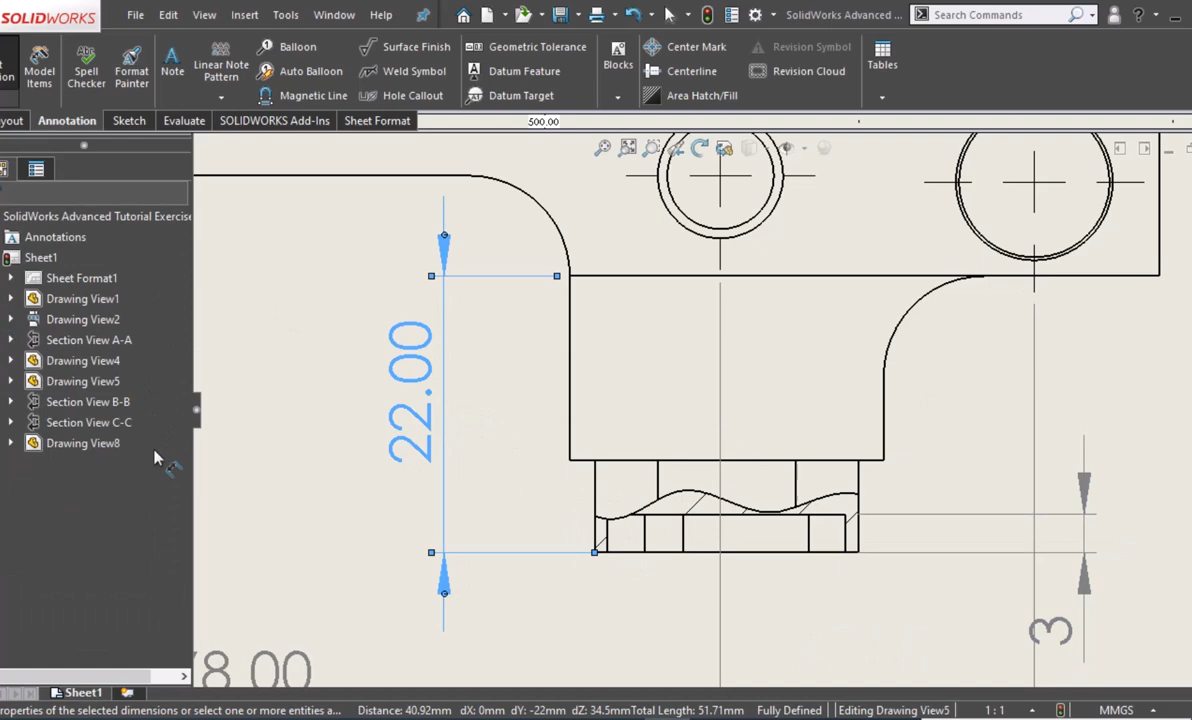 SOLIDWORKS File Edit View Insert Tools Window Help SolidWorks Advanced ... Search Commands
Model Items
Spell Checker
Format Painter
Note
Linear Note Pattern
Balloon
Auto Balloon
Magnetic Line
Surface Finish
Weld Symbol
Hole Callout
Geometric Tolerance
Datum Feature
Datum Target
Blocks
Center Mark
Centerline
Area Hatch/Fill
Revision Symbol
Revision Cloud
Tables
Annotation Sketch Evaluate SOLIDWORKS Add-Ins Sheet Format
500.00
SolidWorks Advanced Tutorial Exercise
Annotations
Sheet1
Sheet Format1
Drawing View1
Drawing View2
Section View A-A
Drawing View4
Drawing View5
Section View B-B
Section View C-C
Drawing View8
22.00
3
8.00
Sheet1
roperties of the selected dimensions or select one or more entities a... Distance: 40.92mm dX: 0mm dY: -22mm dZ: 34.5mm Total Length: 51.71mm Fully Defined Editing Drawing View5 1 : 1 MMGS